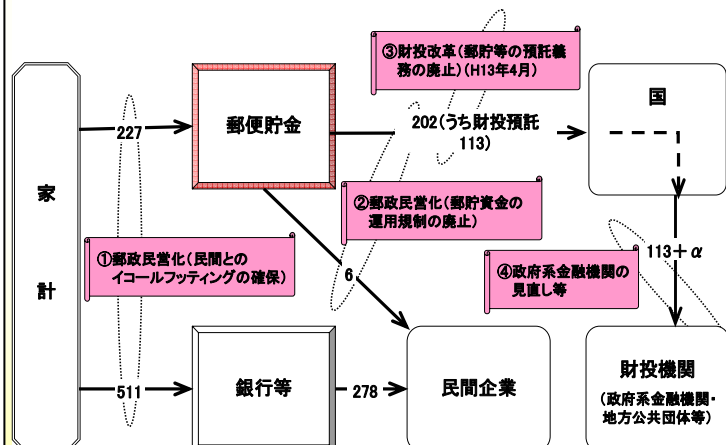 ③財投改革(郵貯等の預託義
務の廃止)(H13年4月)
国
227
郵便貯金
202(うち財投預託
113)
家
計
②郵政民営化(郵貯資金の
運用規制の廃止)
①郵政民営化(民間との
イコールフッティングの確保)
6
④政府系金融機関の
見直し等
113+α
511
銀行等
278
民間企業
財投機関
(政府系金融機関・
地方公共団体等)